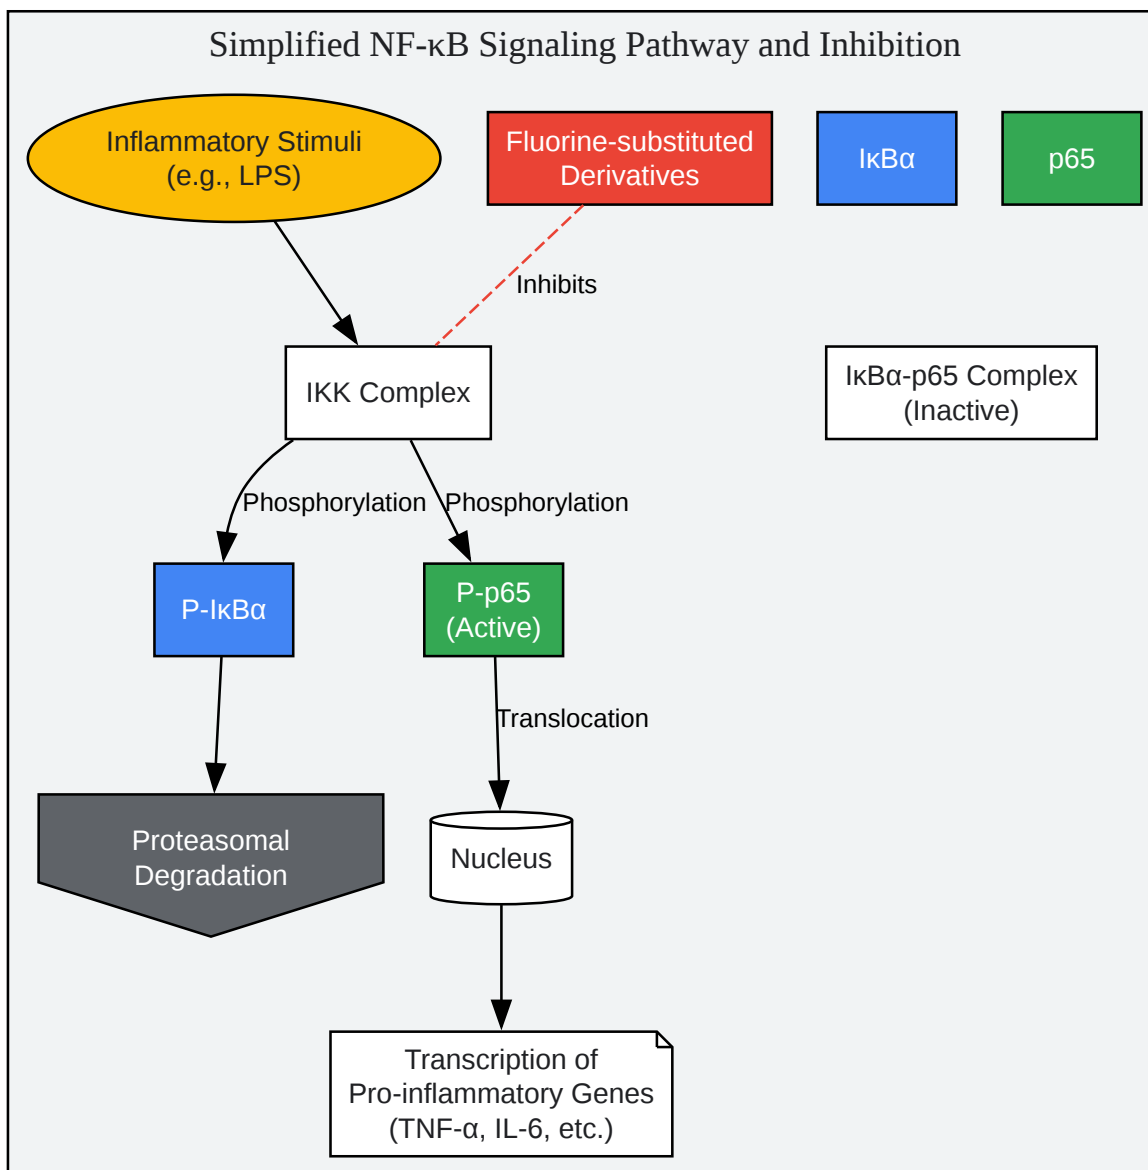 Simplified NF-κB Signaling Pathway and Inhibition
Inflammatory Stimuli
(e.g., LPS)
Fluorine-substituted
Derivatives
IκBα
p65
Inhibits
IKK Complex
IκBα-p65 Complex
(Inactive)
Phosphorylation
Phosphorylation
P-IκBα
P-p65
(Active)
Translocation
Proteasomal
Degradation
Nucleus
Transcription of
Pro-inflammatory Genes
(TNF-α, IL-6, etc.)